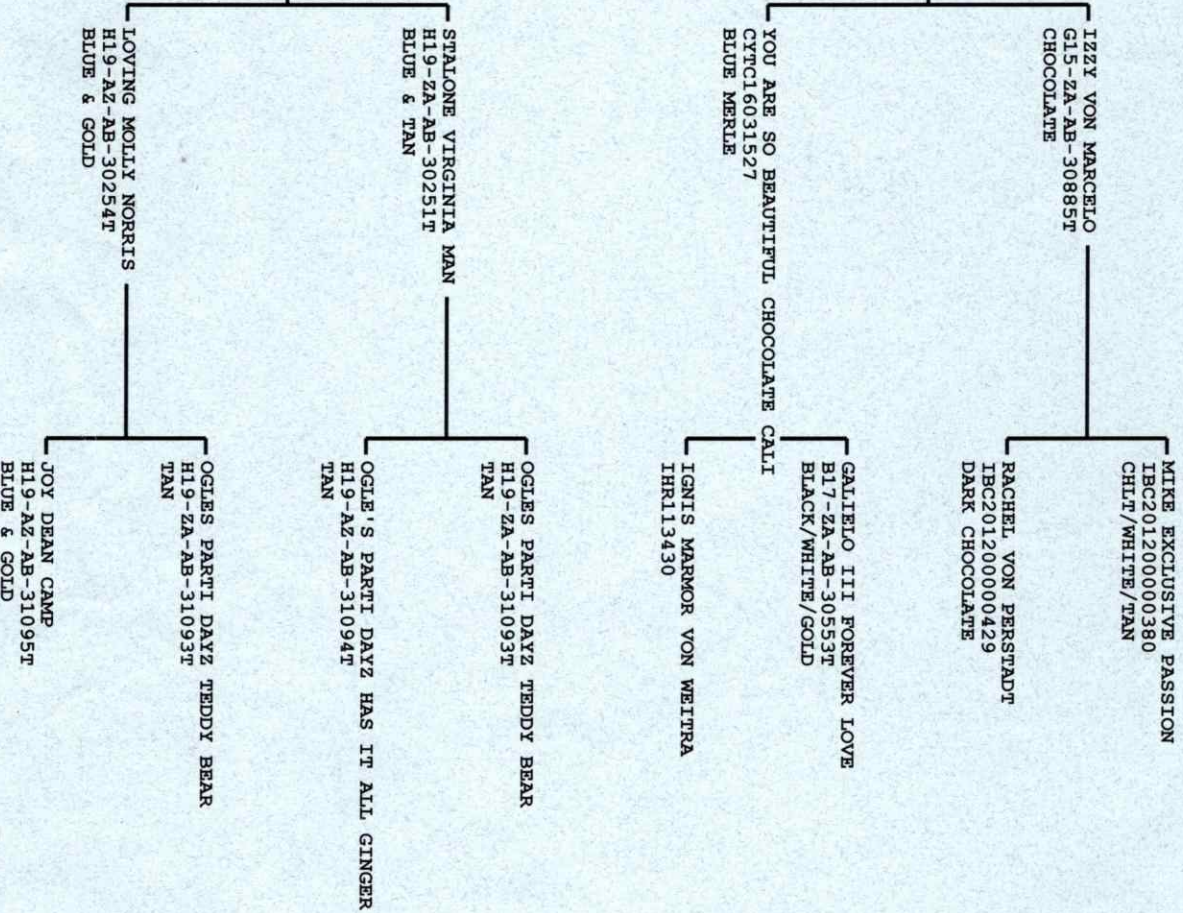 IZZY VON MARCELO
G15-ZA-AB-30885T
CHOCOLATE
YOU ARE SO BEAUTIFUL CHOCOLATE CALI
CYTC16031527
BLUE MERLE
STALONE VIRGINIA MAN
H19-ZA-AB-30251T
BLUE & TAN
LOVING MOLLY NORRIS
H19-AZ-AB-30254T
BLUE & GOLD
MIKE EXCLUSIVE PASSION
IBC201200000380
CHLT/WHITE/TAN
RACHEL VON PERSTADT
IBC201200000429
DARK CHOCOLATE
GALIELO III FOREVER LOVE
B17-ZA-AB-30553T
BLACK/WHITE/GOLD
IGNIS MARMOR VON WEITRA
IHR113430
OGLES PARTI DAYZ TEDDY BEAR
H19-ZA-AB-31093T
TAN
OGLE'S PARTI DAYZ HAS IT ALL GINGER
H19-AZ-AB-31094T
TAN
OGLES PARTI DAYZ TEDDY BEAR
H19-ZA-AB-31093T
TAN
JOY DEAN CAMP
H19-AZ-AB-31095T
BLUE & GOLD